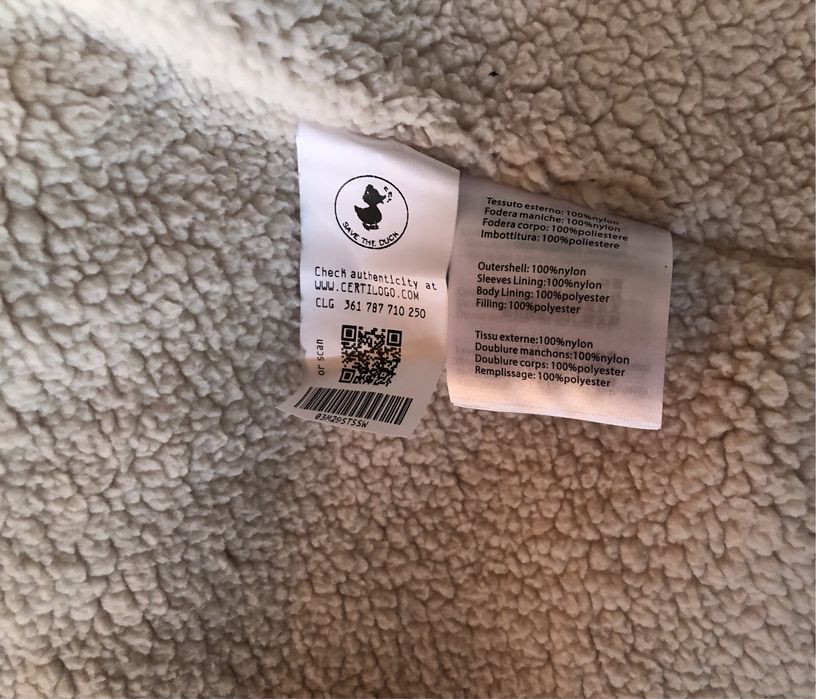 SAVE THE DUCK
Check authenticity at
WWW.CERTILOGO.COM
CLG 361 787 710 250
or scan
Tessuto esterno: 100%nylon
Fodera maniche: 100%nylon
Fodera corpo: 100%poliestere
Imbottitura: 100%poliestere
Outershell: 100%nylon
Sleeves Lining:100%nylon
Body Lining: 100%polyester
Filling: 100%polyester
Tissu externe:100%nylon
Doublure manchons:100%nylon
Doublure corps: 100%polyester
Remplissage: 100%polyester